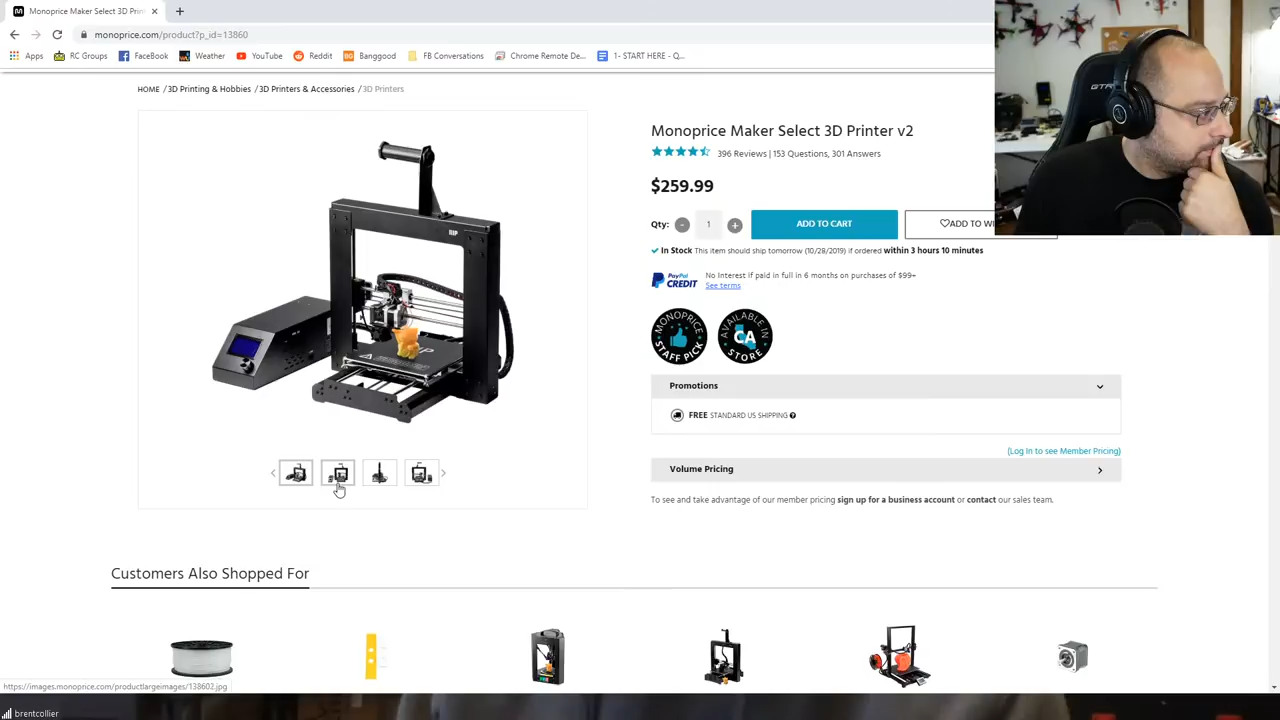 Monoprice Maker Select 3D Prin
monoprice.com/product?p_id=13860
Apps
RC Groups
FaceBook
Weather
YouTube
Reddit
Banggood
FB Conversations
Chrome Remote De...
1- START HERE - Q...
HOME / 3D Printing & Hobbies / 3D Printers & Accessories / 3D Printers
Monoprice Maker Select 3D Printer v2
396 Reviews | 153 Questions, 301 Answers
$259.99
Qty: - 1 +
ADD TO CART
ADD TO WI
In Stock This item should ship tomorrow (10/28/2019) if ordered within 3 hours 10 minutes
PayPal CREDIT
No Interest if paid in full in 6 months on purchases of $99+
See terms
MONOPRICE STAFF PICK
AVAILABLE IN CA STORE
Promotions
FREE STANDARD US SHIPPING
(Log In to see Member Pricing)
Volume Pricing
To see and take advantage of our member pricing sign up for a business account or contact our sales team.
Customers Also Shopped For
https://images.monoprice.com/productlargeimages/138602.jpg
brentcollier